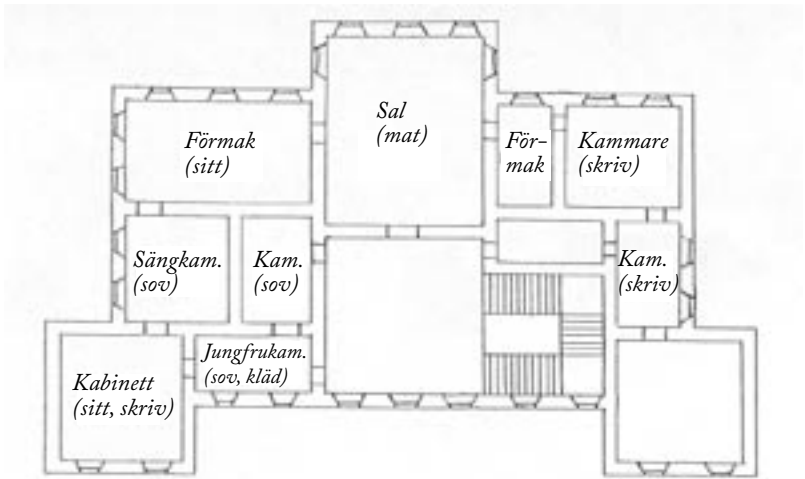 Sal
(mat)
Förmak
(sitt)
För-
mak
Kammare
(skriv)
Sängkam.
(sov)
Kam.
(sov)
Kam.
(skriv)
Jungfrukam.
(sov, kläd)
Kabinett
(sitt, skriv)